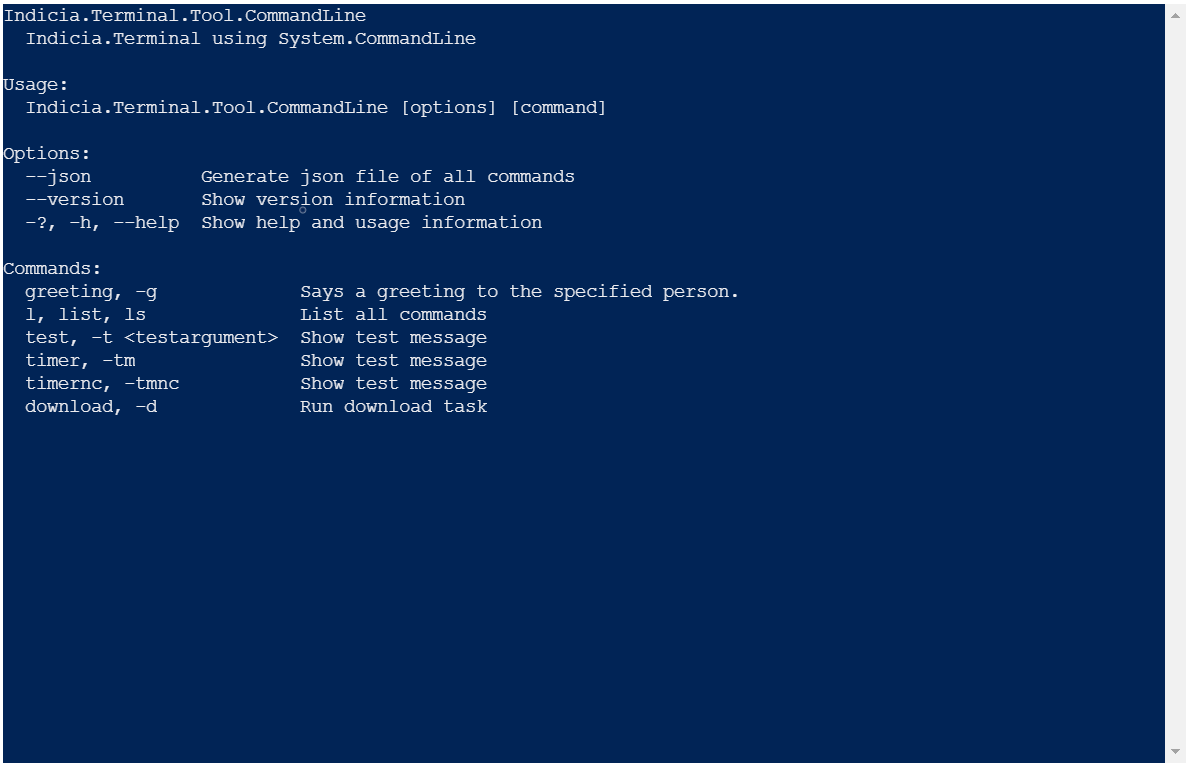 Indicia.Terminal.Tool.CommandLine
  Indicia.Terminal using System.CommandLine

Usage:
  Indicia.Terminal.Tool.CommandLine [options] [command]

Options:
  --json          Generate json file of all commands
  --version       Show version information
  -?, -h, --help  Show help and usage information

Commands:
  greeting, -g             Says a greeting to the specified person.
  l, list, ls              List all commands
  test, -t <testargument>  Show test message
  timer, -tm               Show test message
  timernc, -tmnc           Show test message
  download, -d             Run download task